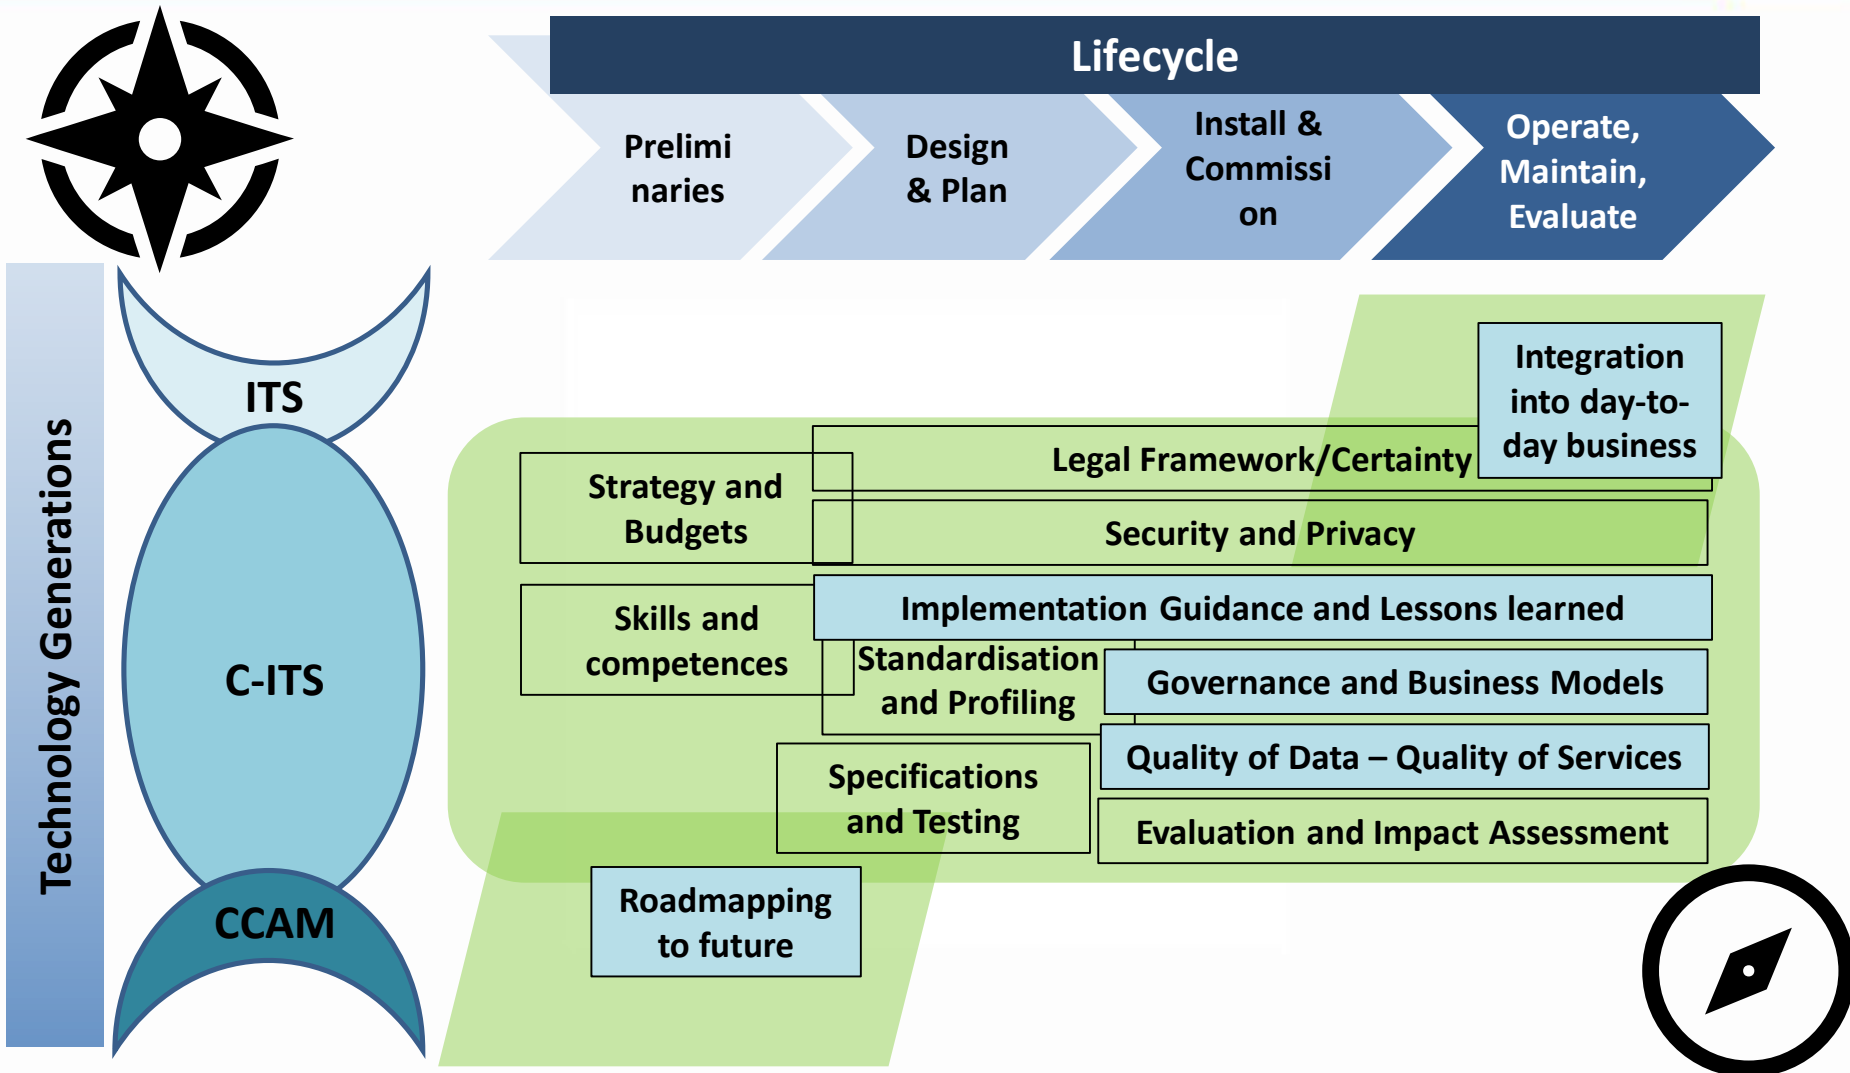 Lifecycle
Prelimi
naries
Design
& Plan
Install &
Commissi
on
Operate,
Maintain,
Evaluate
Technology Generations
ITS
C-ITS
CCAM
Integration
into day-to-
day business
Legal Framework/Certainty
Strategy and
Budgets
Security and Privacy
Implementation Guidance and Lessons learned
Skills and
competences
Standardisation
and Profiling
Governance and Business Models
Quality of Data – Quality of Services
Specifications
and Testing
Evaluation and Impact Assessment
Roadmapping
to future